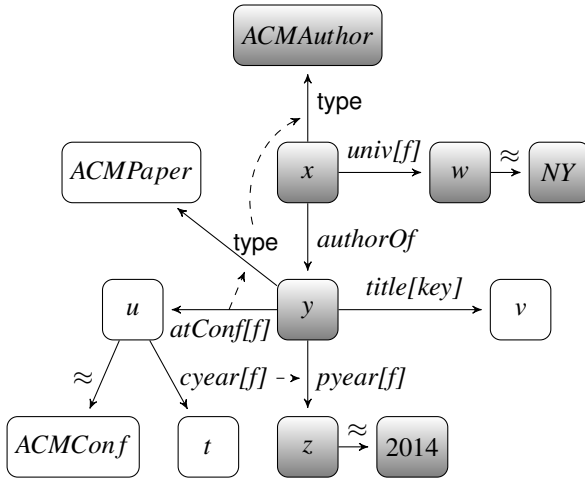 ACMAuthor
type
univ[f]
ACMPaper
x
w
≈
NY
type
authorOf
u
atConf[f]
y
title[key]
v
≈
cyear[f]
pyear[f]
ACMConf
t
z
≈
2014